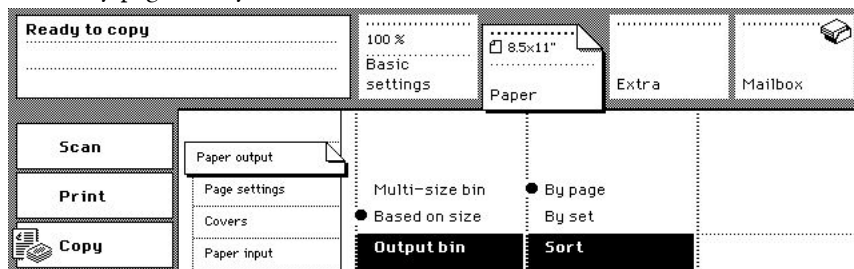 Ready to copy
100 %
Basic
settings
8.5x11"
Paper
Extra
Mailbox
Scan
Print
Copy
Paper output
Page settings
Covers
Paper input
Multi-size bin
Based on size
Output bin
By page
By set
Sort